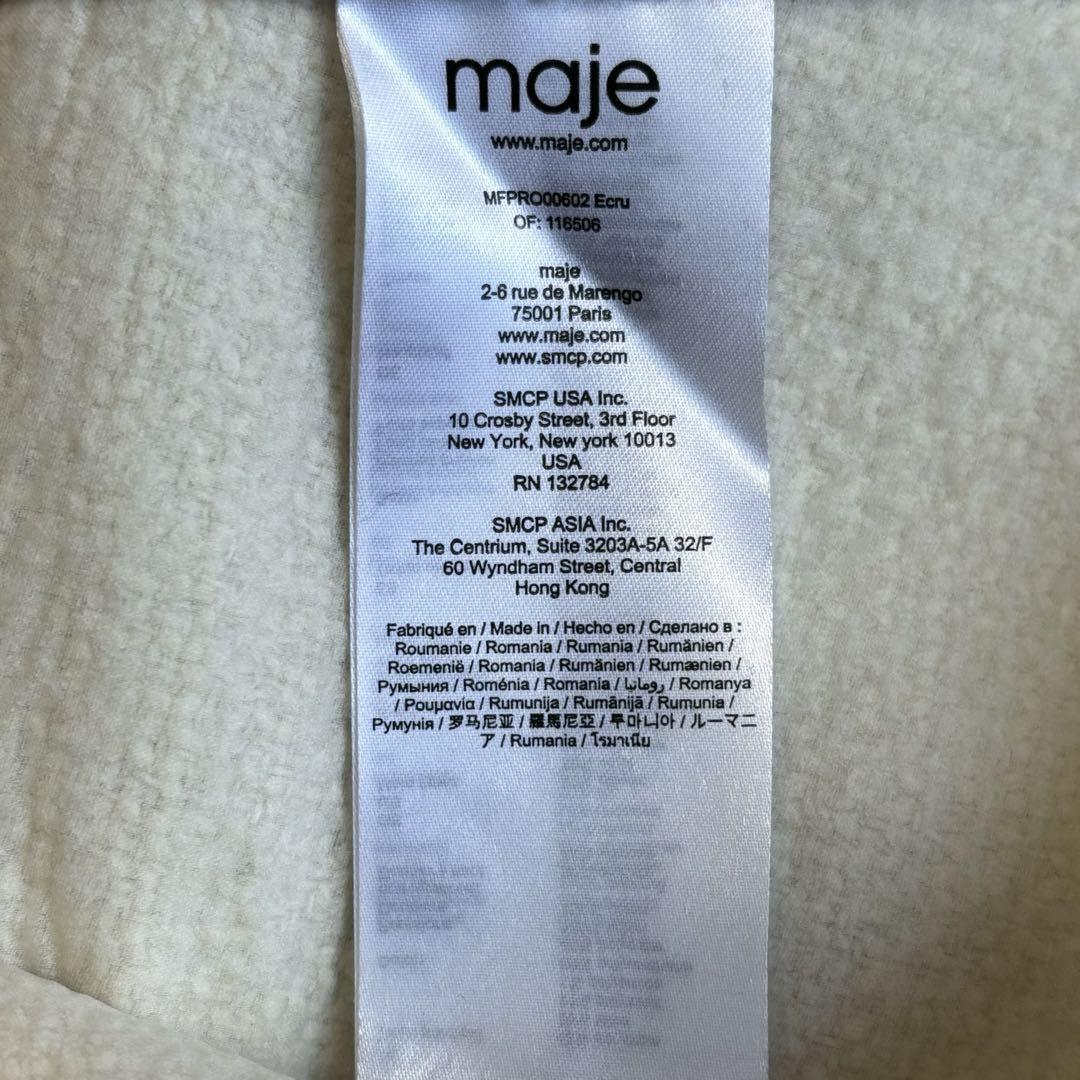 maje
www.maje.com
MFPRO00602 Ecru
OF: 116506
maje
2-6 rue de Marengo
75001 Paris
www.maje.com
www.smcp.com
SMCP USA Inc.
10 Crosby Street, 3rd Floor
New York, New york 10013
USA
RN 132784
SMCP ASIA Inc.
The Centrium, Suite 3203A-5A 32/F
60 Wyndham Street, Central
Hong Kong
Fabriqué en / Made in / Hecho en / Сделано в :
Roumanie / Romania / Rumania / Rumänien /
Roemenië / Romania / Rumänien / Rumænien /
Румыния / Roménia / Romania / رومانيا / Romanya
/ Ρουμανία / Rumunija / Rumānijā / Rumunia /
Румунія / 罗马尼亚 / 羅馬尼亞 / 루마니아 / ルーマニ
ア / Rumania / โรมาเนีย